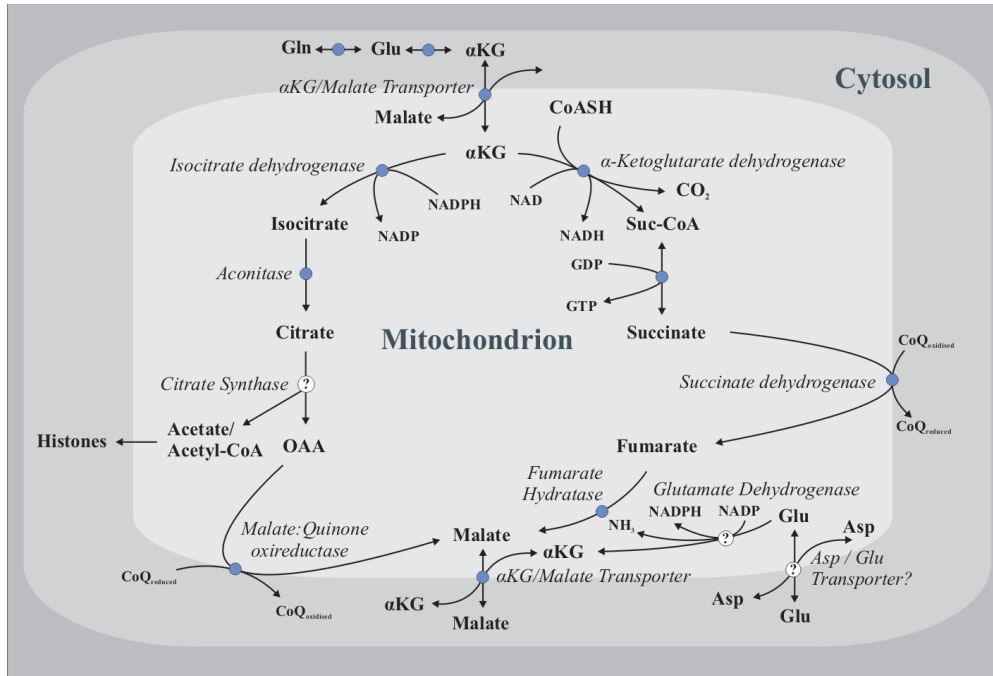 Gln Glu αKG
αKG/Malate Transporter
Cytosol
Malate
CoASH
αKG
Isocitrate dehydrogenase
α-Ketoglutarate dehydrogenase
NADPH
NAD
CO2
Isocitrate
NADP
NADH
Suc-CoA
GDP
Aconitase
GTP
Citrate
Mitochondrion
Succinate
CoQoxidised
Citrate Synthase
?
Succinate dehydrogenase
CoQreduced
Histones
Acetate/
Acetyl-CoA
OAA
Fumarate
Fumarate
Hydratase
Glutamate Dehydrogenase
NADPH
NADP
Glu
Asp
NH3
?
Malate:Quinone
oxireductase
Malate
αKG
Asp / Glu
Transporter?
?
CoQreduced
αKG/Malate Transporter
CoQoxidised
αKG
Malate
Asp
Glu